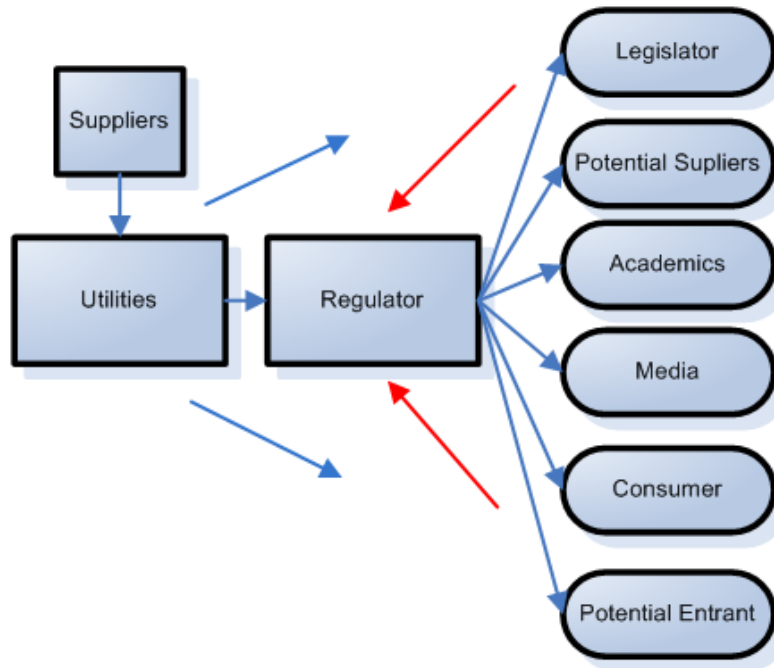 Legislator
Suppliers
Potential Supliers
Academics
Utilities
Regulator
Media
Consumer
Potential Entrant